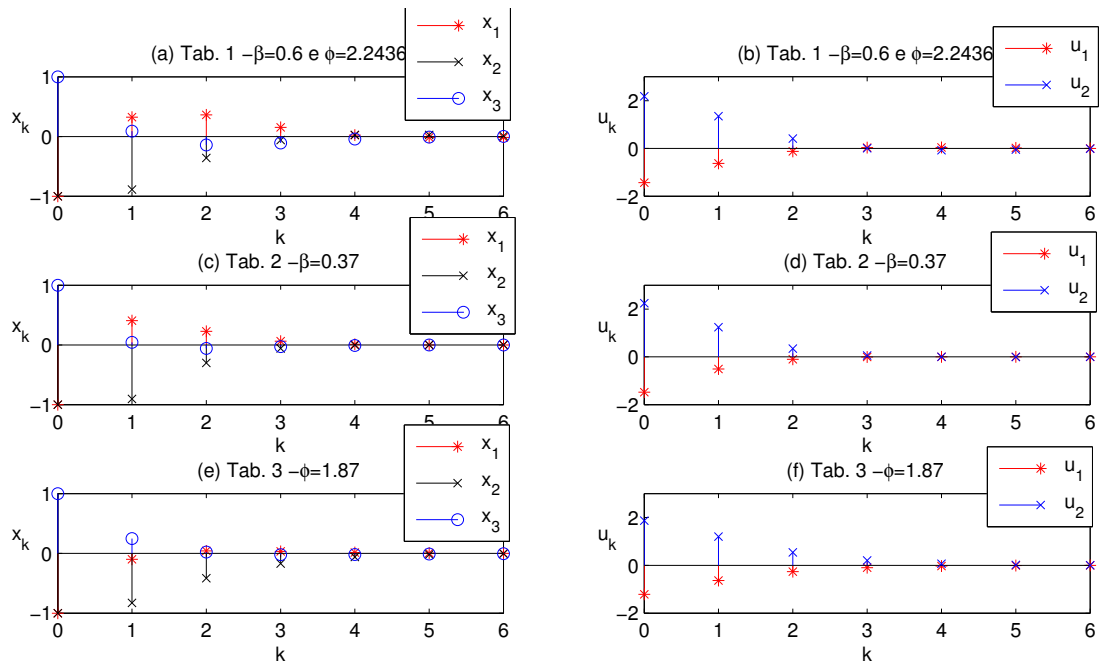 (a) Tab. 1 −β=0.6 e ϕ=2.2436
x_1
x_2
x_3
1
0
−1
x_k
0 1 2 3 4 5 6
k
(b) Tab. 1 −β=0.6 e ϕ=2.2436
u_1
u_2
2
0
−2
u_k
0 1 2 3 4 5 6
k
(c) Tab. 2 −β=0.37
x_1
x_2
x_3
1
0
−1
x_k
0 1 2 3 4 5 6
k
(d) Tab. 2 −β=0.37
u_1
u_2
2
0
−2
u_k
0 1 2 3 4 5 6
k
(e) Tab. 3 −ϕ=1.87
x_1
x_2
x_3
1
0
−1
x_k
0 1 2 3 4 5 6
k
(f) Tab. 3 −ϕ=1.87
u_1
u_2
2
0
−2
u_k
0 1 2 3 4 5 6
k